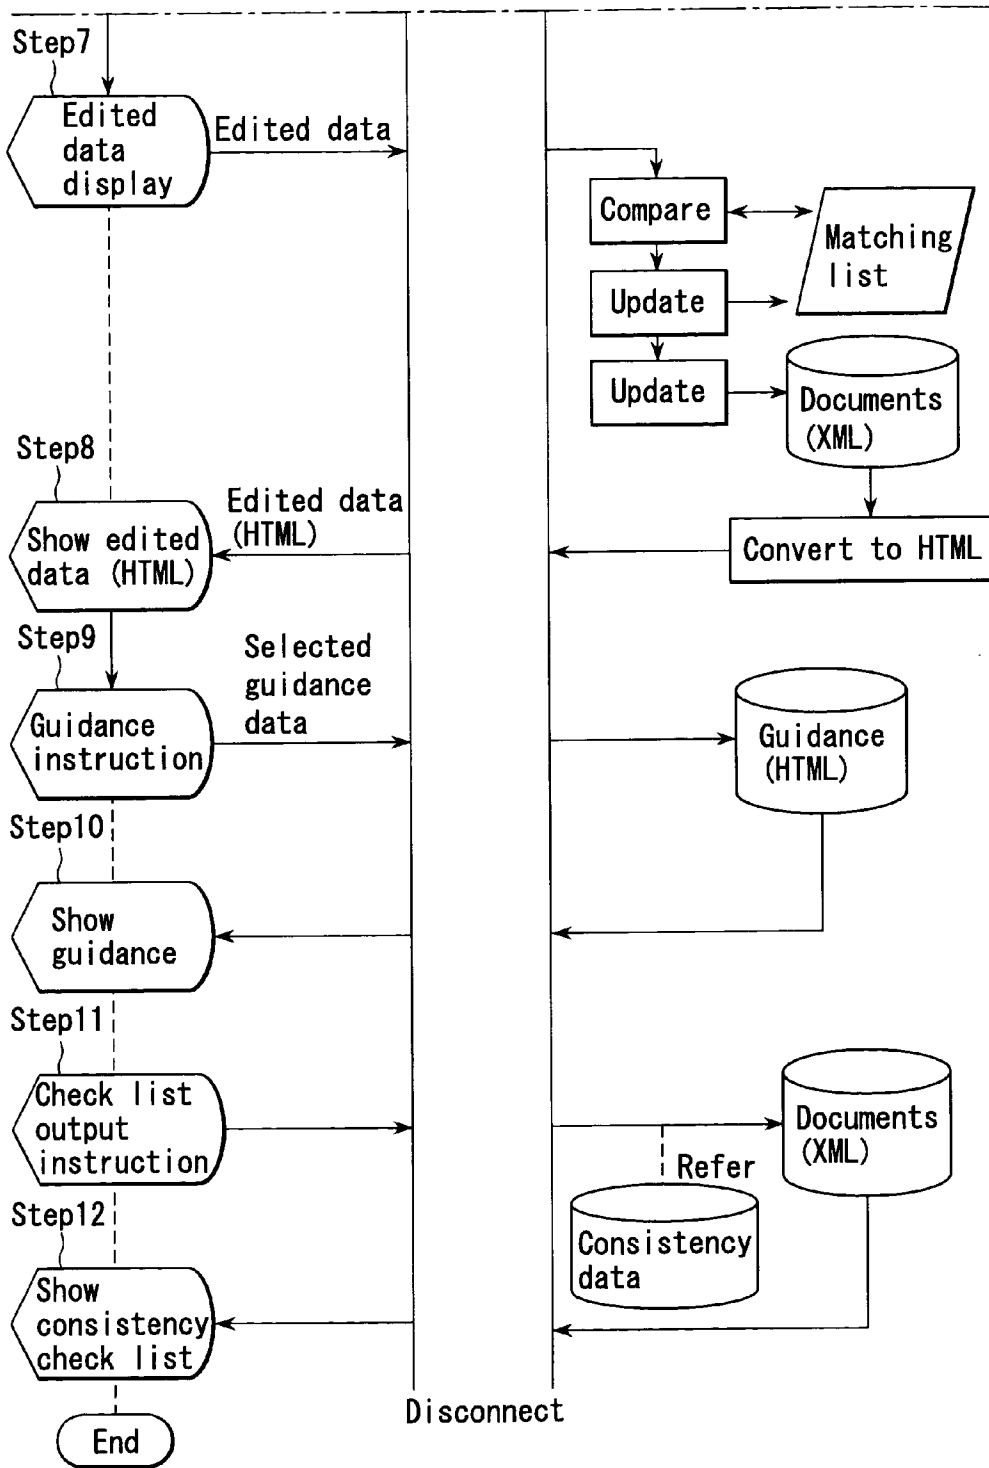 Step7
Edited
data
display
Edited data
Compare
Matching
list
Update
Update
Documents
(XML)
Step8
Show edited
data (HTML)
Edited data
(HTML)
Convert to HTML
Step9
Guidance
instruction
Selected
guidance
data
Guidance
(HTML)
Step10
Show
guidance
Step11
Check list
output
instruction
Documents
(XML)
Refer
Consistency
data
Step12
Show
consistency
check list
Disconnect
End